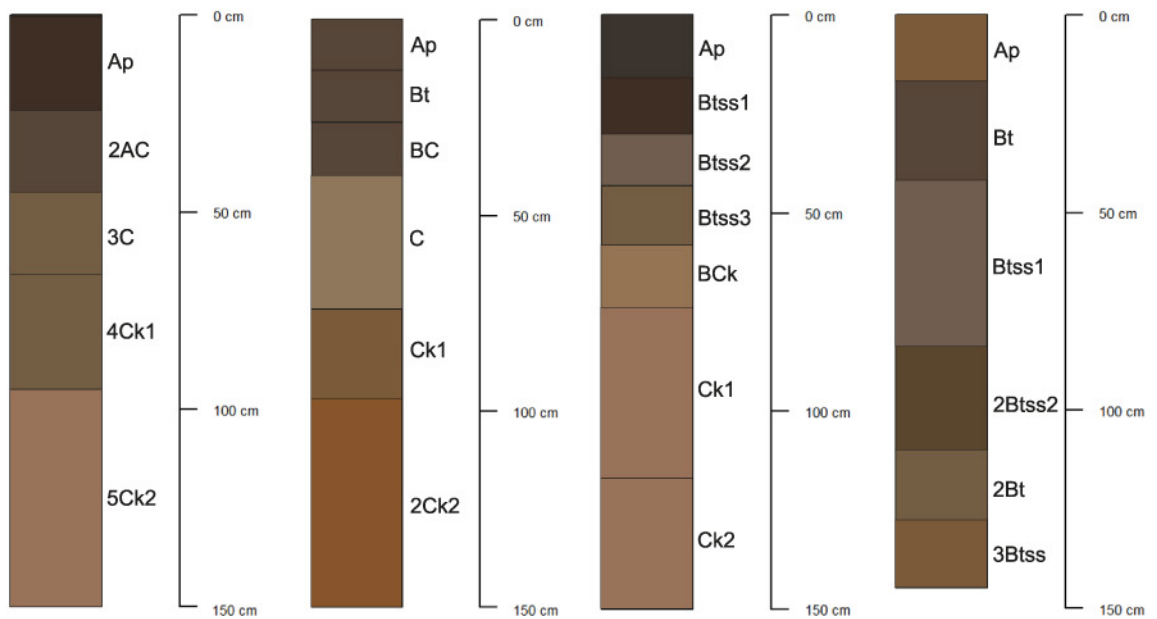 Ap
2AC
3C
4Ck1
5Ck2
0 cm
50 cm
100 cm
150 cm
Ap
Bt
BC
C
Ck1
2Ck2
0 cm
50 cm
100 cm
150 cm
Ap
Btss1
Btss2
Btss3
BCk
Ck1
Ck2
0 cm
50 cm
100 cm
150 cm
Ap
Bt
Btss1
2Btss2
2Bt
3Btss
0 cm
50 cm
100 cm
150 cm